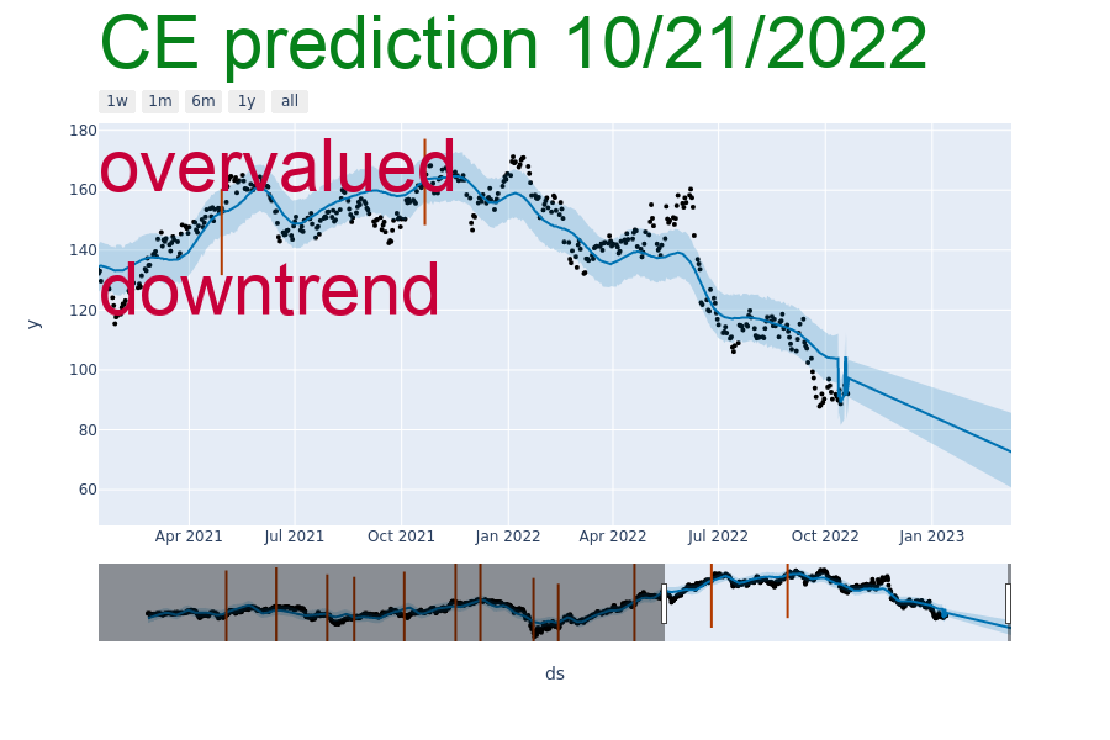 CE prediction 10/21/2022
1w 1m 6m 1y all
overvalued
downtrend
180
160
140
120
100
80
60
y
Apr 2021 Jul 2021 Oct 2021 Jan 2022 Apr 2022 Jul 2022 Oct 2022 Jan 2023
ds